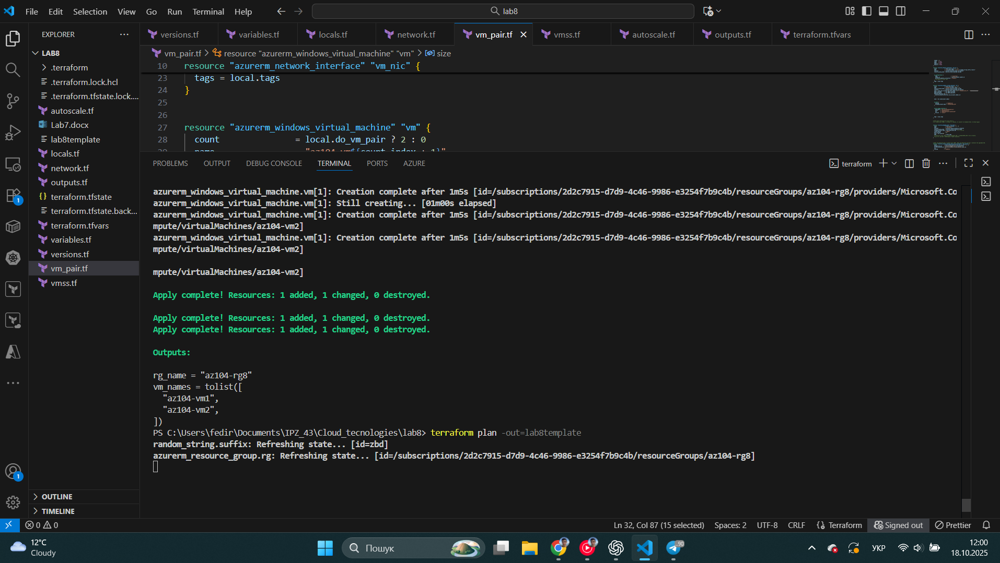 File Edit Selection View Go Run Terminal Help
lab8
EXPLORER
versions.tf
variables.tf
locals.tf
network.tf
vm_pair.tf
vmss.tf
autoscale.tf
outputs.tf
terraform.tfvars
vm_pair.tf > resource "azurerm_windows_virtual_machine" "vm" > size
LAB8
.terraform
.terraform.lock.hcl
.terraform.tfstate.lock....
autoscale.tf
Lab7.docx
lab8template
locals.tf
network.tf
outputs.tf
terraform.tfstate
terraform.tfstate.back...
terraform.tfvars
variables.tf
versions.tf
vm_pair.tf
vmss.tf
OUTLINE
TIMELINE
10 resource "azurerm_network_interface" "vm_nic" {
23 tags = local.tags
24 }
25
26
27 resource "azurerm_windows_virtual_machine" "vm" {
28 count = local.do_vm_pair ? 2 : 0
PROBLEMS OUTPUT DEBUG CONSOLE TERMINAL PORTS AZURE
terraform
azurerm_windows_virtual_machine.vm[1]: Creation complete after 1m5s [id=/subscriptions/2d2c7915-d7d9-4c46-9986-e3254f7b9c4b/resourceGroups/az104-rg8/providers/Microsoft.Co
azurerm_windows_virtual_machine.vm[1]: Still creating... [01m00s elapsed]
azurerm_windows_virtual_machine.vm[1]: Creation complete after 1m5s [id=/subscriptions/2d2c7915-d7d9-4c46-9986-e3254f7b9c4b/resourceGroups/az104-rg8/providers/Microsoft.Co
mpute/virtualMachines/az104-vm2]
azurerm_windows_virtual_machine.vm[1]: Creation complete after 1m5s [id=/subscriptions/2d2c7915-d7d9-4c46-9986-e3254f7b9c4b/resourceGroups/az104-rg8/providers/Microsoft.Co
mpute/virtualMachines/az104-vm2]
mpute/virtualMachines/az104-vm2]
Apply complete! Resources: 1 added, 1 changed, 0 destroyed.
Apply complete! Resources: 1 added, 1 changed, 0 destroyed.
Apply complete! Resources: 1 added, 1 changed, 0 destroyed.
Outputs:
rg_name = "az104-rg8"
vm_names = tolist([
"az104-vm1",
"az104-vm2",
])
PS C:\Users\fedir\Documents\IPZ_43\Cloud_tecnologies\lab8> terraform plan -out=lab8template
random_string.suffix: Refreshing state... [id=zbd]
azurerm_resource_group.rg: Refreshing state... [id=/subscriptions/2d2c7915-d7d9-4c46-9986-e3254f7b9c4b/resourceGroups/az104-rg8]
1
1
0 0
Ln 32, Col 87 (15 selected) Spaces: 2 UTF-8 CRLF {} Terraform Signed out Prettier
12°C
Cloudy
Пошук
..90
УКР
12:00
18.10.2025